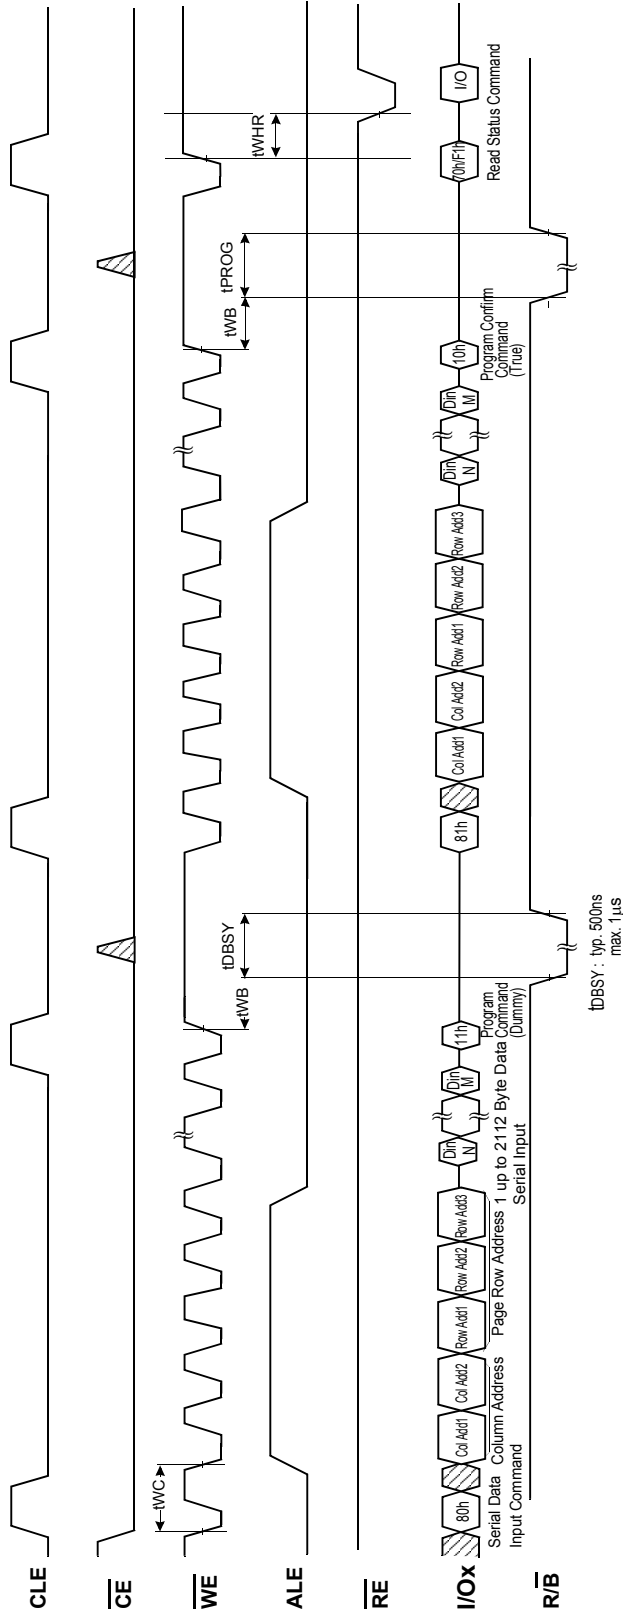 CLE
CE
WE
tWC
tWB
tDBSY
tWB
tPROG
tWHR
ALE
RE
I/Ox
80h
Col Add1
Col Add2
Row Add1
Row Add2
Row Add3
Din
N
Din
M
11h
81h
Col Add1
Col Add2
Row Add1
Row Add2
Row Add3
Din
N
Din
M
10h
70h/F1h
I/O
Serial Data
Input Command
Column Address
Page Row Address
1 up to 2112 Byte Data
Serial Input
Program
Command
(Dummy)
Program Confirm
Command
(True)
Read Status Command
R/B
tDBSY : typ. 500ns
max. 1µs